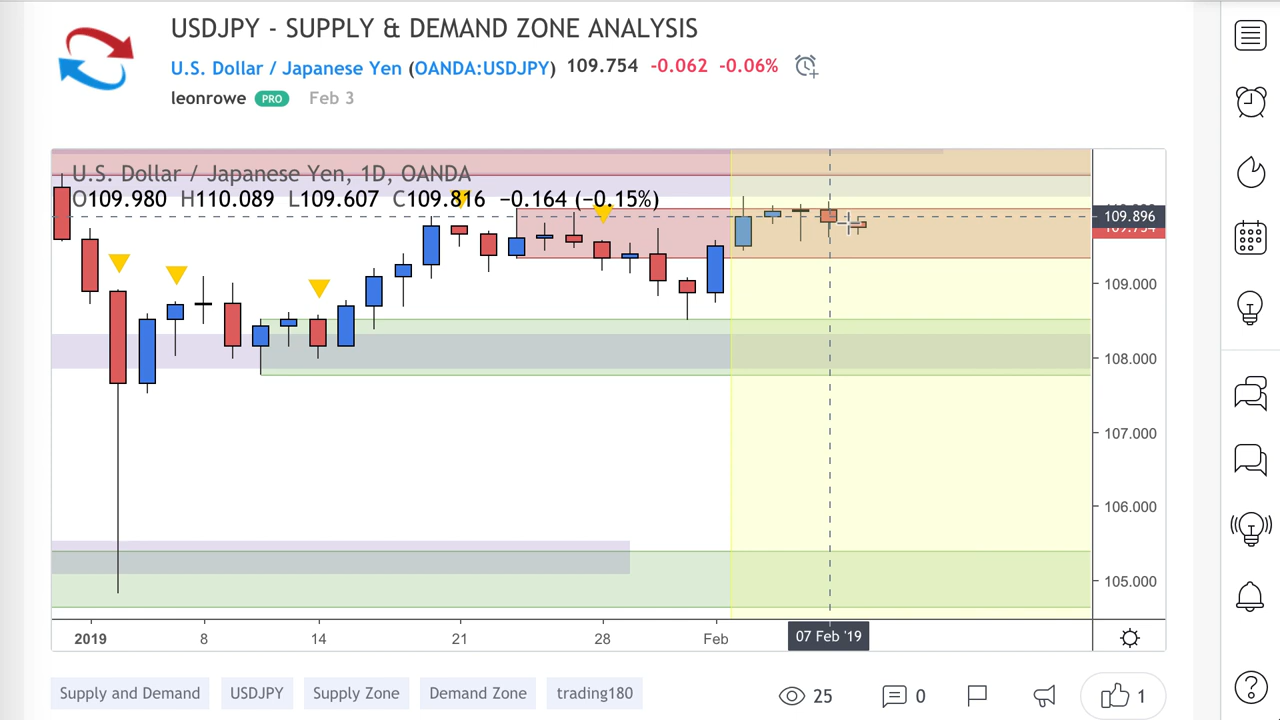 USDJPY - SUPPLY & DEMAND ZONE ANALYSIS
U.S. Dollar / Japanese Yen (OANDA:USDJPY) 109.754 -0.062 -0.06%
leonrowe PRO Feb 3
U.S. Dollar / Japanese Yen, 1D, OANDA
O109.980 H110.089 L109.607 C109.816 −0.164 (−0.15%)
109.896
109.754
109.000
108.000
107.000
106.000
105.000
2019 8 14 21 28 Feb 07 Feb '19
Supply and Demand USDJPY Supply Zone Demand Zone trading180
25 0 1